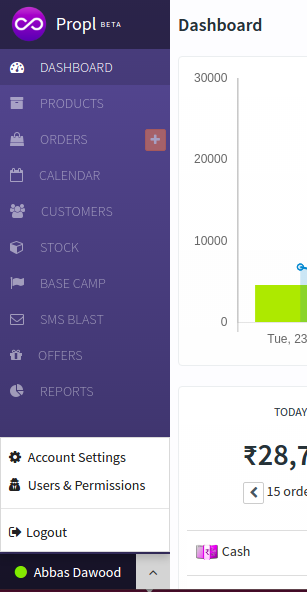 Propl BETA
DASHBOARD
PRODUCTS
ORDERS
CALENDAR
CUSTOMERS
STOCK
BASE CAMP
SMS BLAST
OFFERS
REPORTS
Account Settings
Users & Permissions
Logout
Abbas Dawood
Dashboard
30000
20000
10000
0
Tue, 23
TODAY
₹28,7
15 orde
Cash